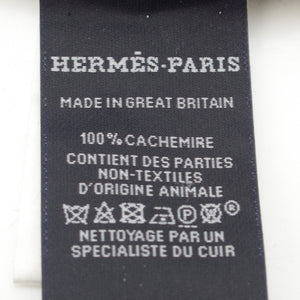 HERMÈS-PARIS
MADE IN GREAT BRITAIN
100% CACHEMIRE
CONTIENT DES PARTIES
NON-TEXTILES
D'ORIGINE ANIMALE
P W ®
NETTOYAGE PAR UN
SPECIALISTE DU CUIR